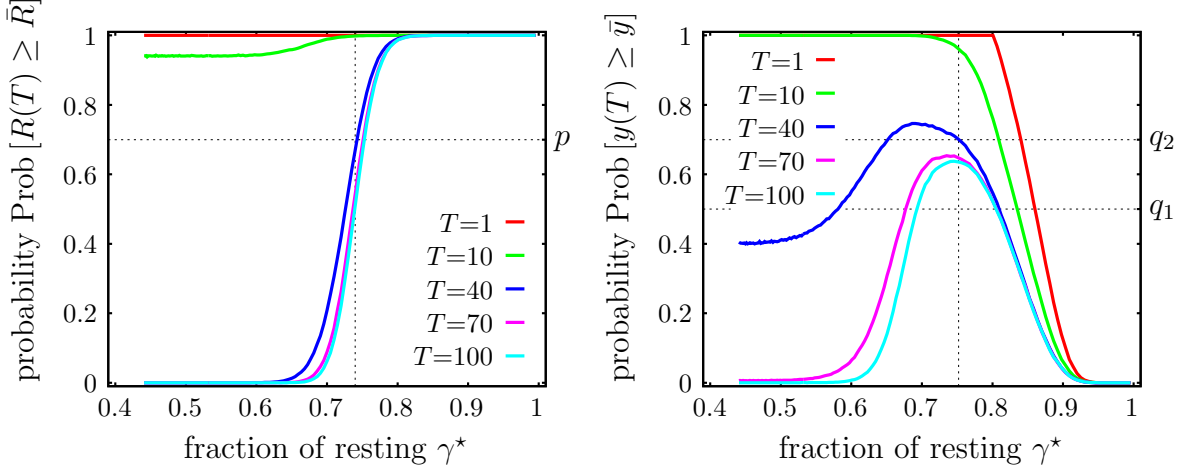 probability Prob [R(T) ≥ R̄]
1
0.8
0.6
0.4
0.2
0
p
T=1
T=10
T=40
T=70
T=100
0.4 0.5 0.6 0.7 0.8 0.9 1
fraction of resting γ⋆
probability Prob [y(T) ≥ ȳ]
1
0.8
0.6
0.4
0.2
0
T=1
T=10
T=40
T=70
T=100
q₂
q₁
0.4 0.5 0.6 0.7 0.8 0.9 1
fraction of resting γ⋆